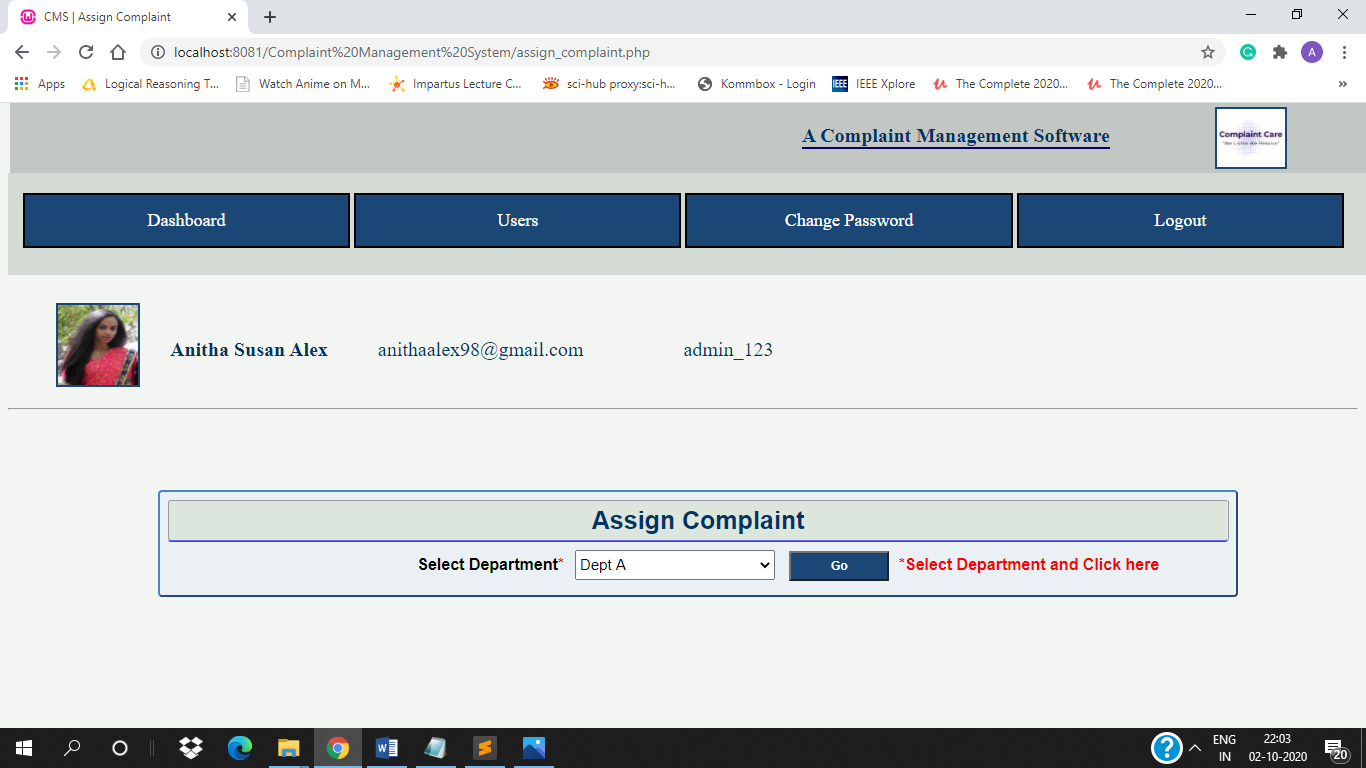 CMS | Assign Complaint
localhost:8081/Complaint%20Management%20System/assign_complaint.php
A
Apps
Logical Reasoning T...
Watch Anime on M...
Impartus Lecture C...
sci-hub proxy:sci-h...
Kommbox - Login
IEEE
IEEE Xplore
The Complete 2020...
The Complete 2020...
»
A Complaint Management Software
Complaint Care
"We Listen We Resolve"
Dashboard
Users
Change Password
Logout
Anitha Susan Alex
anithaalex98@gmail.com
admin_123
Assign Complaint
Select Department*
Dept A
Go
*Select Department and Click here
ENG
IN
22:03
02-10-2020
20